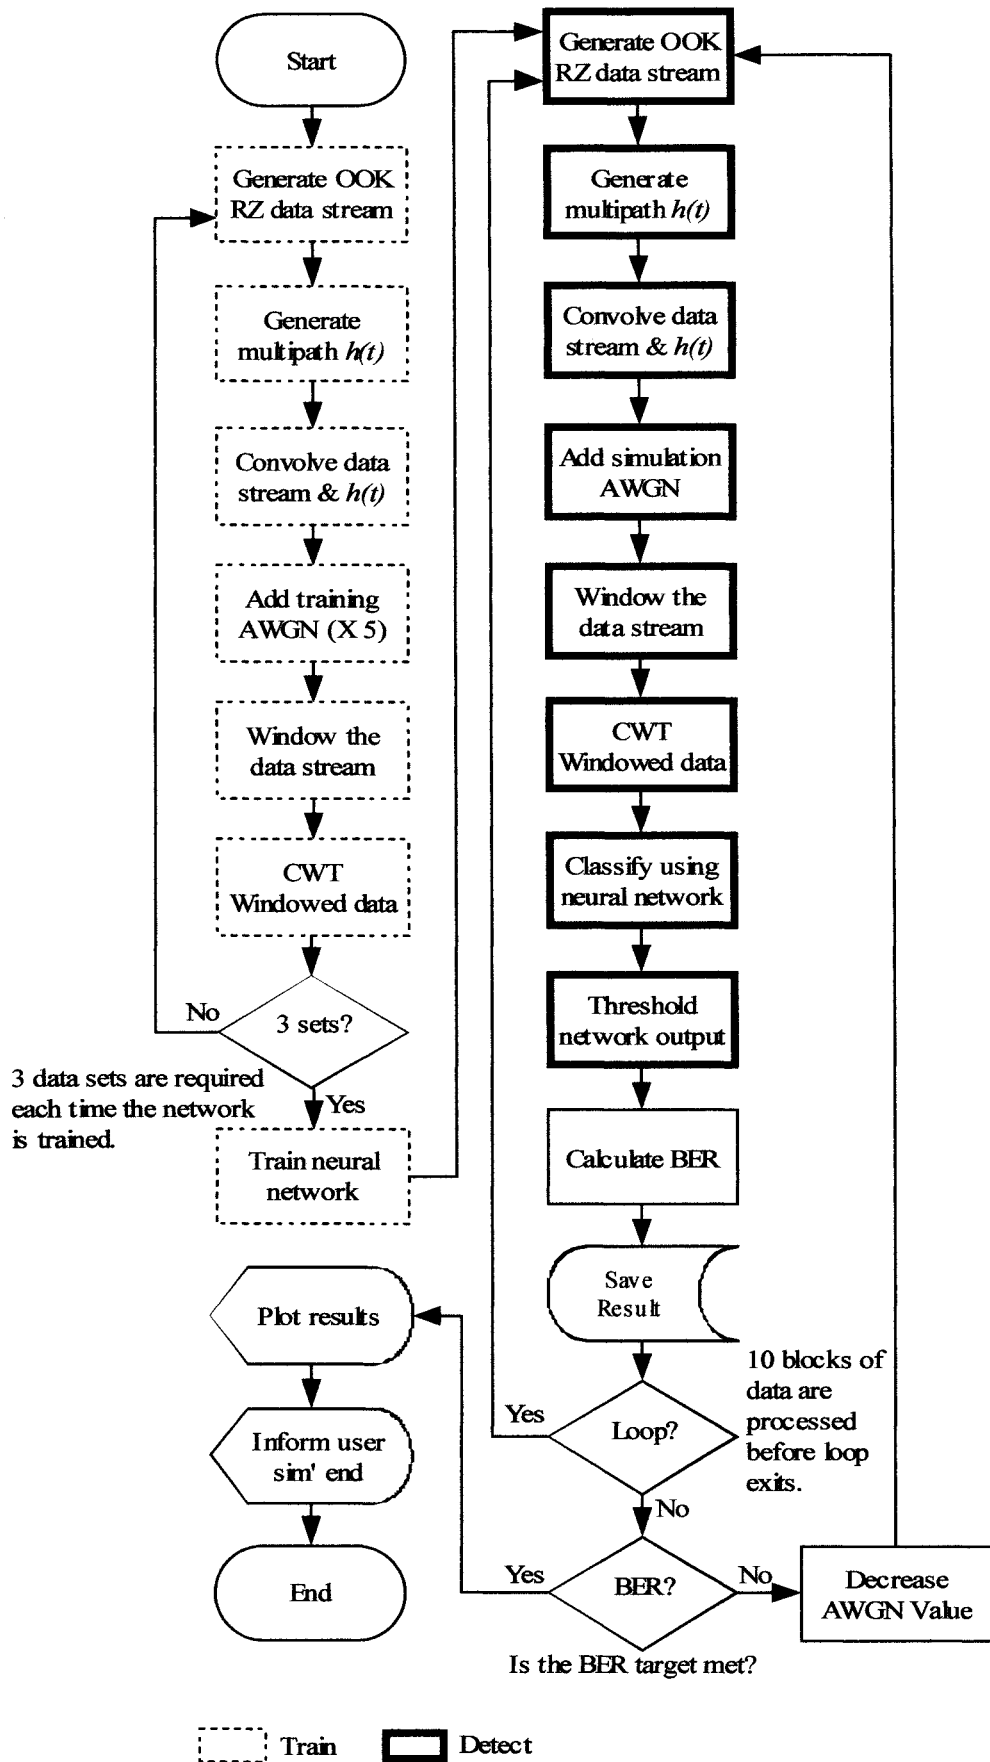 Start
Generate OOK
RZ data stream
Generate
multipath h(t)
Convolve data
stream & h(t)
Add training
AWGN (X 5)
Window the
data stream
CWT
Windowed data
3 sets?
No
Yes
3 data sets are required
each time the network
is trained.
Train neural
network
Generate OOK
RZ data stream
Generate
multipath h(t)
Convolve data
stream & h(t)
Add simulation
AWGN
Window the
data stream
CWT
Windowed data
Classify using
neural network
Threshold
network output
Calculate BER
Save
Result
Loop?
Yes
No
10 blocks of
data are
processed
before loop
exits.
BER?
Yes
No
Is the BER target met?
Decrease
AWGN Value
Plot results
Inform user
sim' end
End
Train
Detect